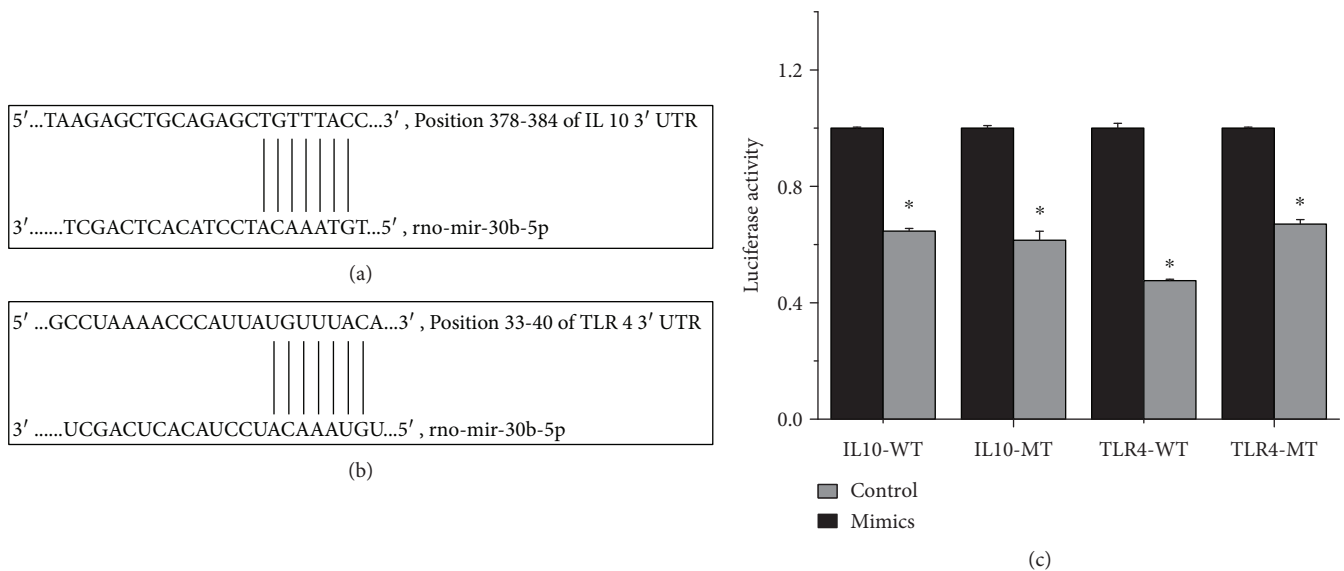 5′...TAAGAGCTGCAGAGCTGTTTACC...3′ , Position 378-384 of IL 10 3′ UTR
3′.......TCGACTCACATCCTACAAATGT...5′ , rno-mir-30b-5p
(a)
5′ ...GCCUAAAACCCAUUAUGUUUACA...3′ , Position 33-40 of TLR 4 3′ UTR
3′ ......UCGACUCACAUCCUACAAAUGU...5′ , rno-mir-30b-5p
(b)
Luciferase activity
1.2
0.8
0.4
0.0
*
*
*
*
IL10-WT IL10-MT TLR4-WT TLR4-MT
Control
Mimics
(c)